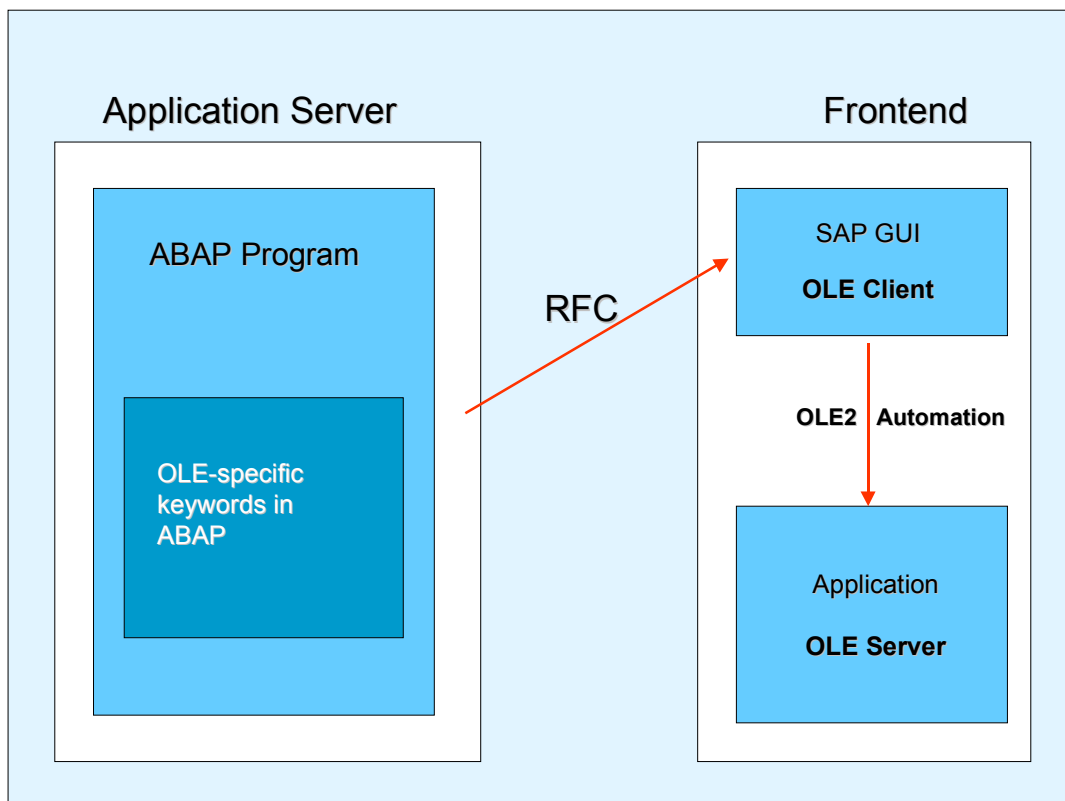 Application Server
Frontend
ABAP Program
OLE-specific
keywords in
ABAP
RFC
SAP GUI
OLE Client
OLE2 Automation
Application
OLE Server